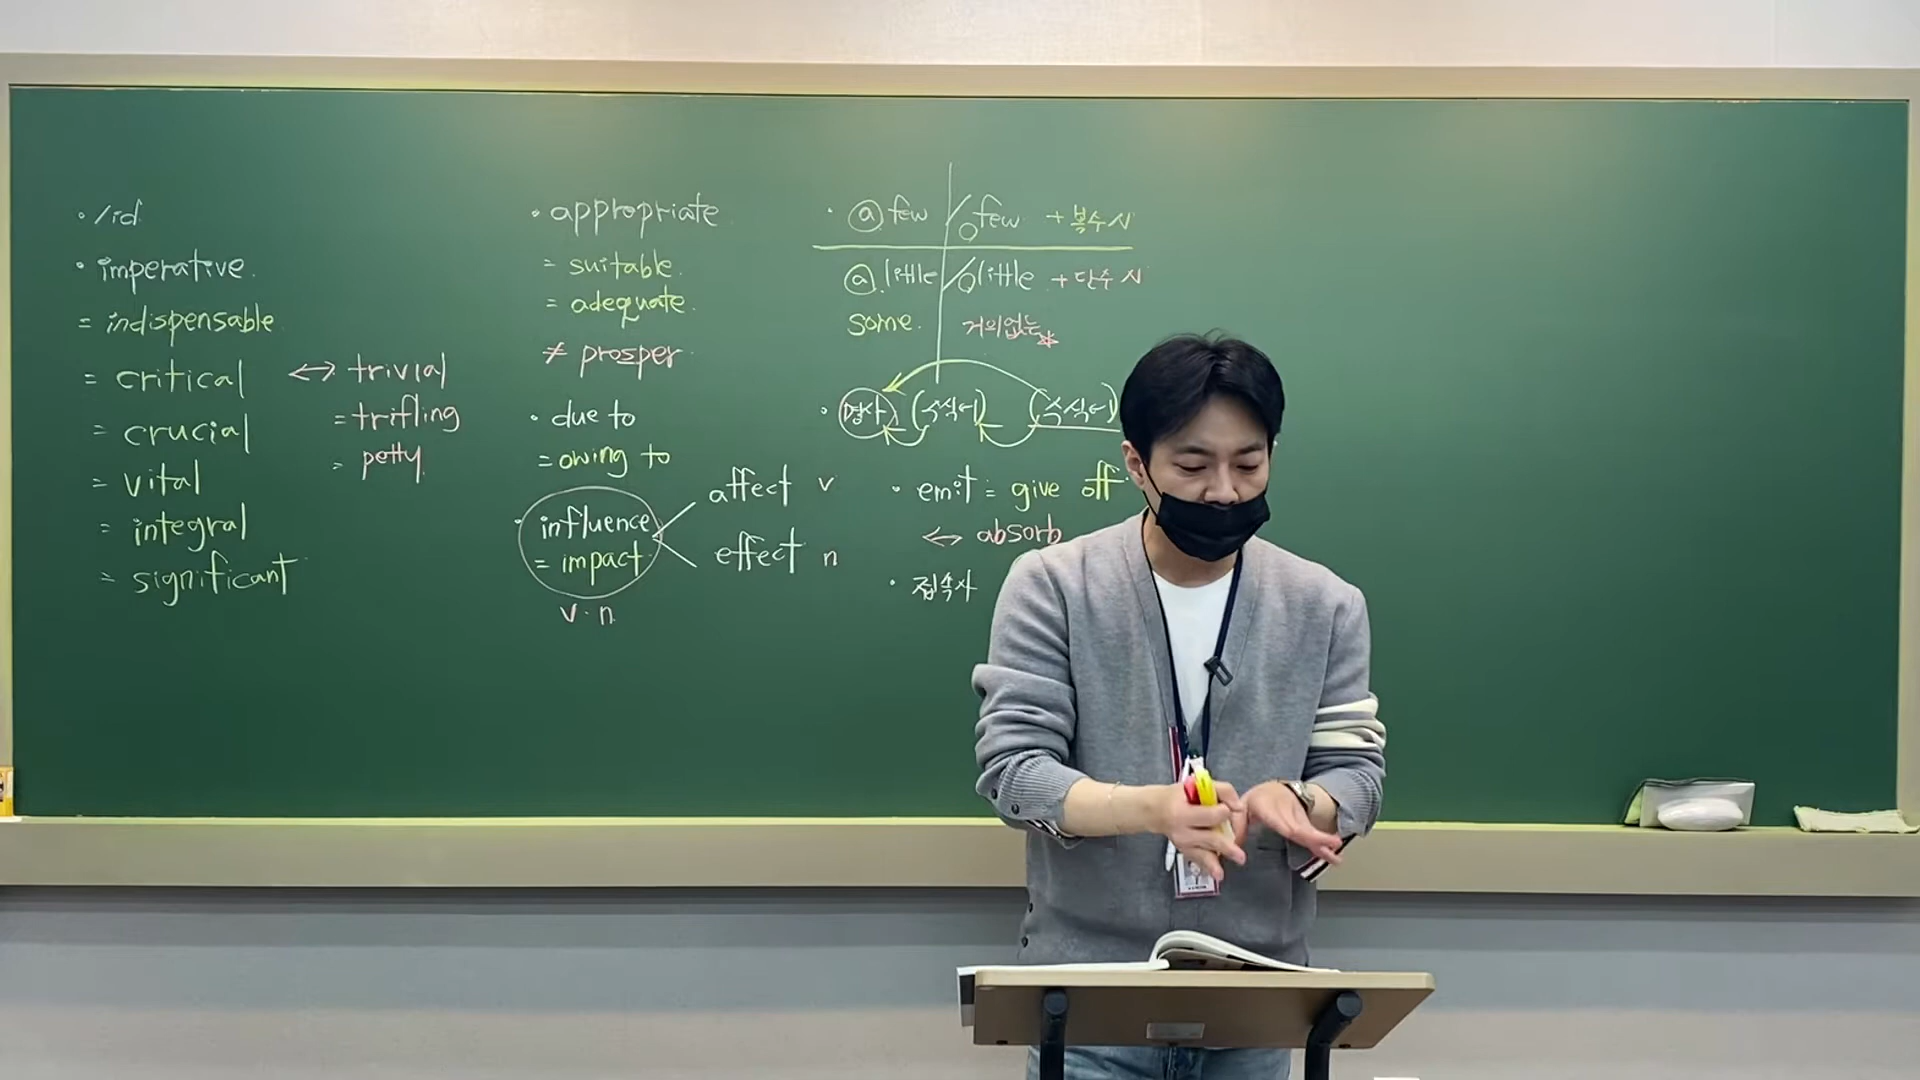 · /id
· imperative.
= indispensable.
= critical ↔ trivial
= trifling
= petty.
= crucial
= vital
= integral
= significant
· appropriate
= suitable.
= adequate.
≠ prosper.
· due to
= owing to
· influence
= impact
v · n
affect v
effect n
· ⓐ few / few + 복수 시
ⓐ little / little + 단수 시
some. 거의없는
· (명사) (수식어) (수식어)
· emit = give off
↔ absorb
· 접속사